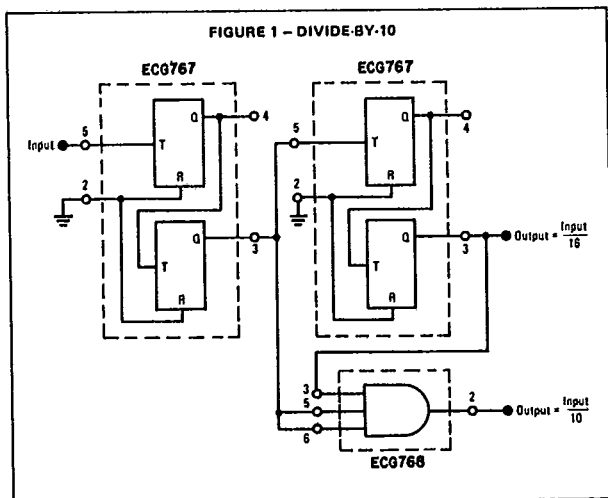 FIGURE 1 – DIVIDE-BY-10
ECG767
ECG767
Input
5
T
Q
4
R
2
T
Q
3
R
5
T
Q
4
R
2
T
Q
3
R
Output = Input/16
3
5
6
2
Output = Input/10
ECG768